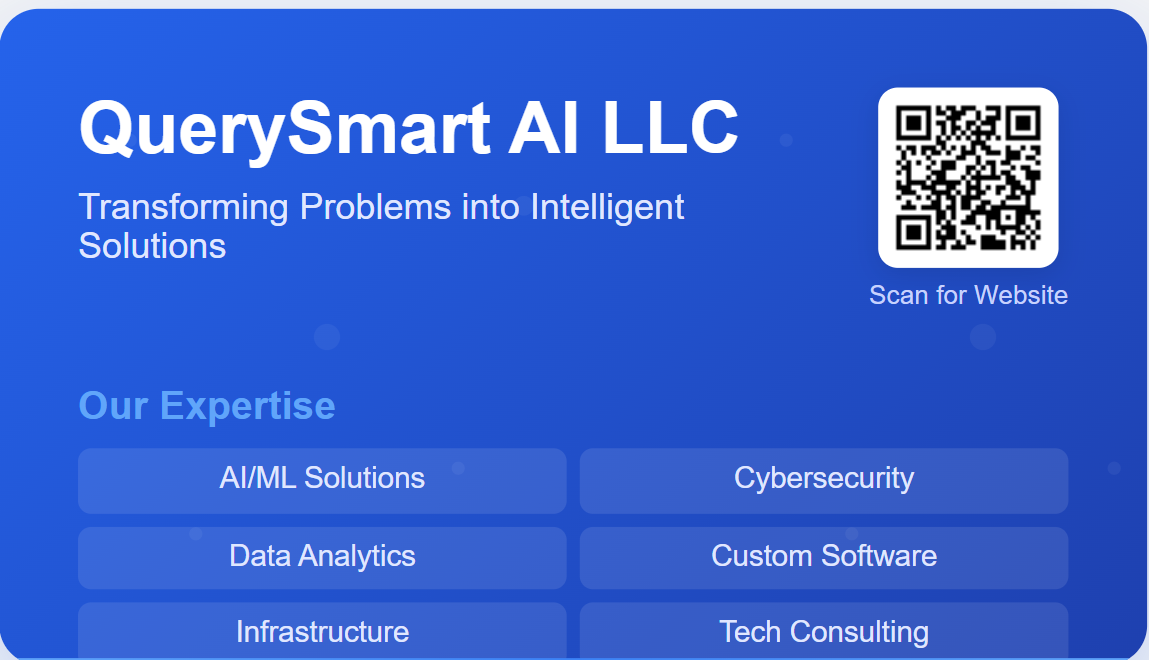 QuerySmart AI LLC
Transforming Problems into Intelligent
Solutions
Scan for Website
Our Expertise
AI/ML Solutions
Cybersecurity
Data Analytics
Custom Software
Infrastructure
Tech Consulting